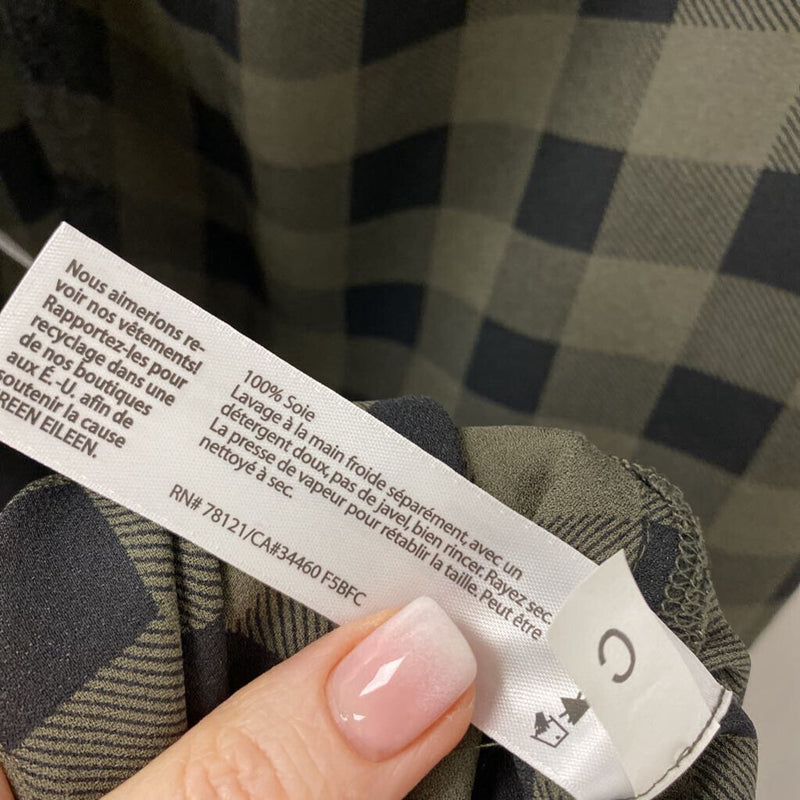 Nous aimerions re-
voir nos vêtements!
Rapportez-les pour
recyclage dans une
de nos boutiques
aux É.-U. afin de
soutenir la cause
REEN EILEEN.
100% Soie
Lavage à la main froide séparément, avec un
détergent doux, pas de javel, bien rincer. Rayez sec.
La presse de vapeur pour rétablir la taille. Peut être
nettoyé à sec.
RN# 78121/CA#34460 F5BFC
C